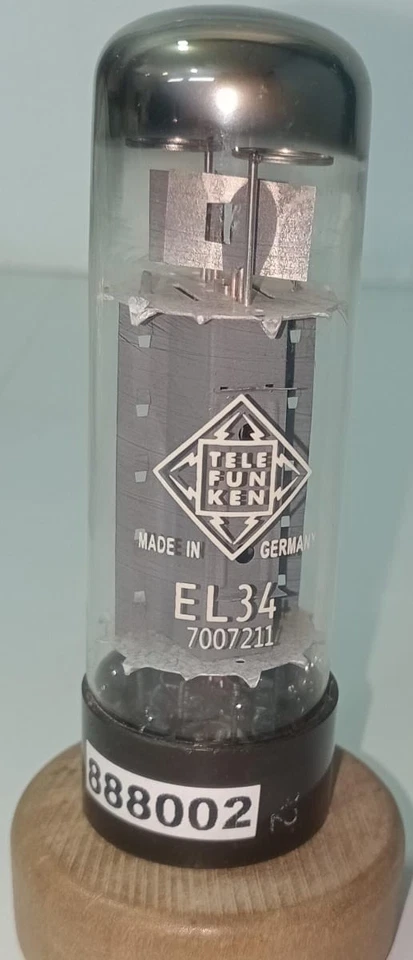 TELE
FUN
KEN
MADE IN GERMANY
EL34
7007211
888002